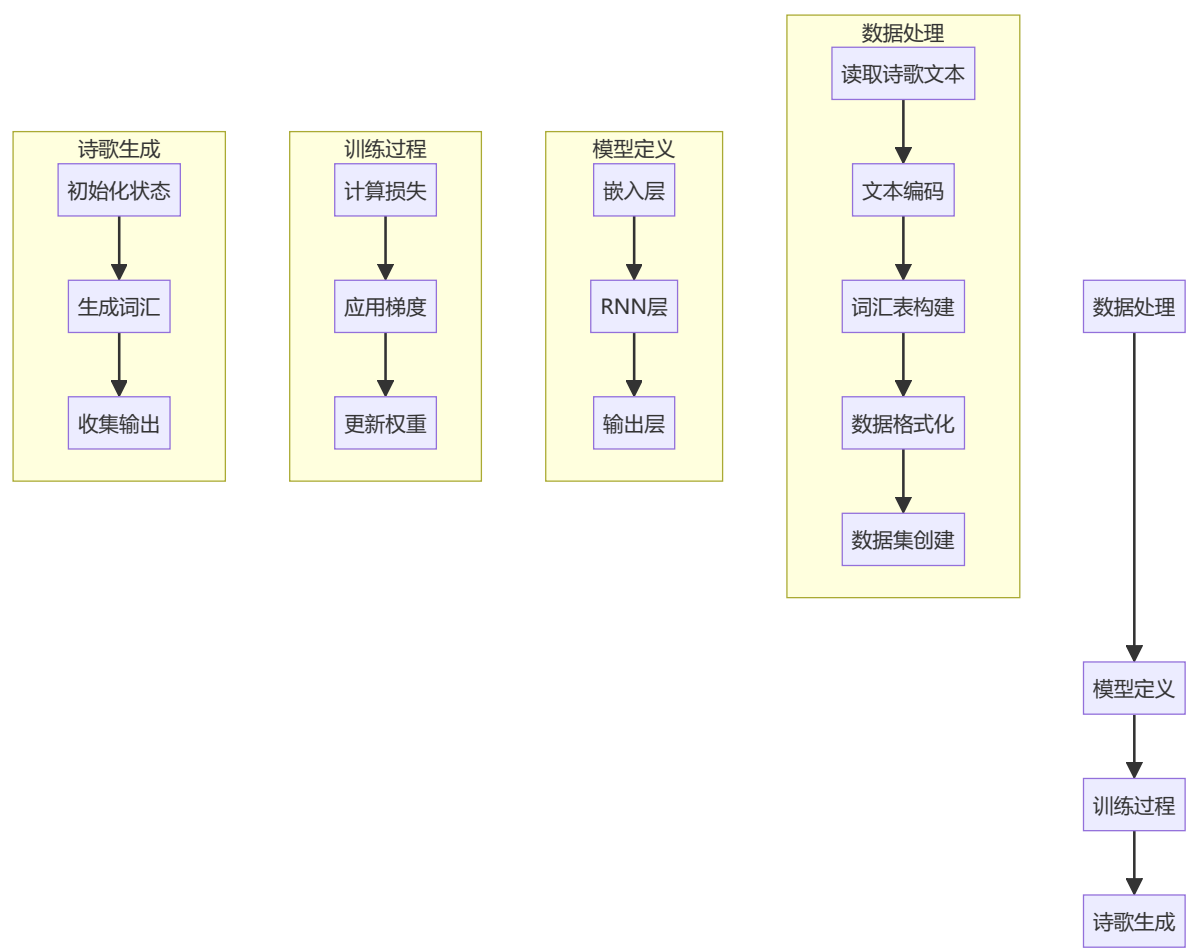 诗歌生成
初始化状态
生成词汇
收集输出
训练过程
计算损失
应用梯度
更新权重
模型定义
嵌入层
RNN层
输出层
数据处理
读取诗歌文本
文本编码
词汇表构建
数据格式化
数据集创建
数据处理
模型定义
训练过程
诗歌生成